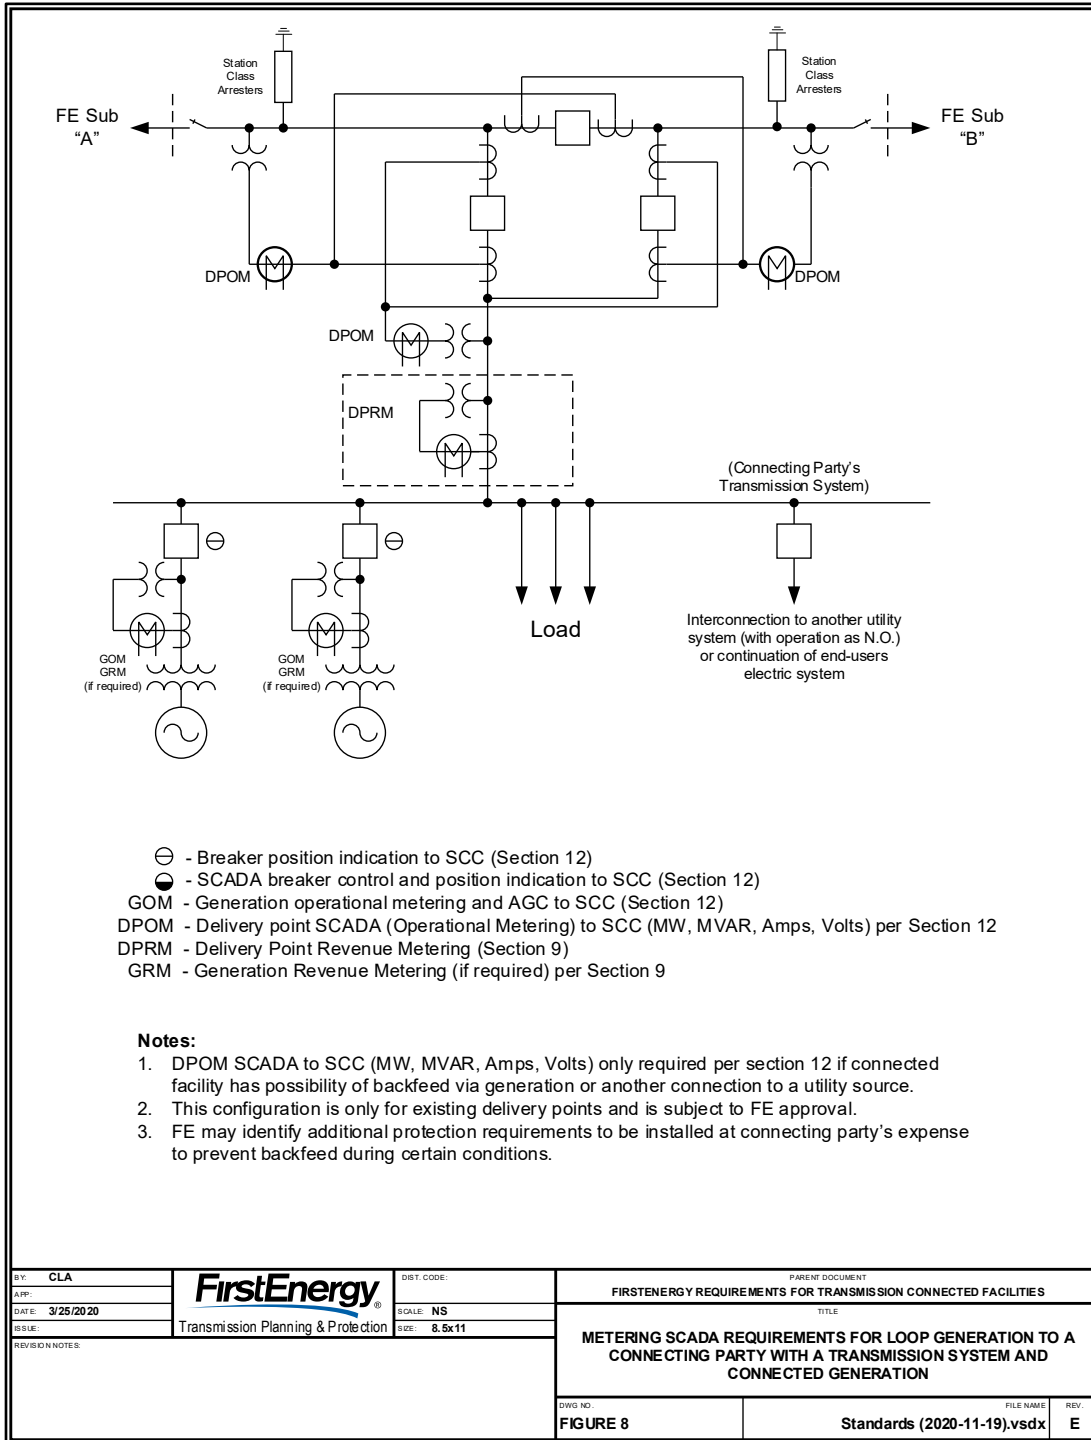 Station
Class
Arresters
Station
Class
Arresters
FE Sub
"A"
FE Sub
"B"
DPOM
DPOM
DPOM
DPRM
(Connecting Party's
Transmission System)
GOM
GRM
(if required)
GOM
GRM
(if required)
Load
Interconnection to another utility
system (with operation as N.O.)
or continuation of end-users
electric system
- Breaker position indication to SCC (Section 12)
- SCADA breaker control and position indication to SCC (Section 12)
GOM - Generation operational metering and AGC to SCC (Section 12)
DPOM - Delivery point SCADA (Operational Metering) to SCC (MW, MVAR, Amps, Volts) per Section 12
DPRM - Delivery Point Revenue Metering (Section 9)
GRM - Generation Revenue Metering (if required) per Section 9
Notes:
1. DPOM SCADA to SCC (MW, MVAR, Amps, Volts) only required per section 12 if connected
facility has possibility of backfeed via generation or another connection to a utility source.
2. This configuration is only for existing delivery points and is subject to FE approval.
3. FE may identify additional protection requirements to be installed at connecting party's expense
to prevent backfeed during certain conditions.
BY: CLA
APP:
DATE: 3/25/2020
ISSUE:
REVISION NOTES:
FirstEnergy®
Transmission Planning & Protection
DIST. CODE:
SCALE: NS
SIZE: 8.5x11
PARENT DOCUMENT
FIRSTENERGY REQUIREMENTS FOR TRANSMISSION CONNECTED FACILITIES
TITLE
METERING SCADA REQUIREMENTS FOR LOOP GENERATION TO A
CONNECTING PARTY WITH A TRANSMISSION SYSTEM AND
CONNECTED GENERATION
DWG NO.
FIGURE 8
FILE NAME
Standards (2020-11-19).vsdx
REV.
E